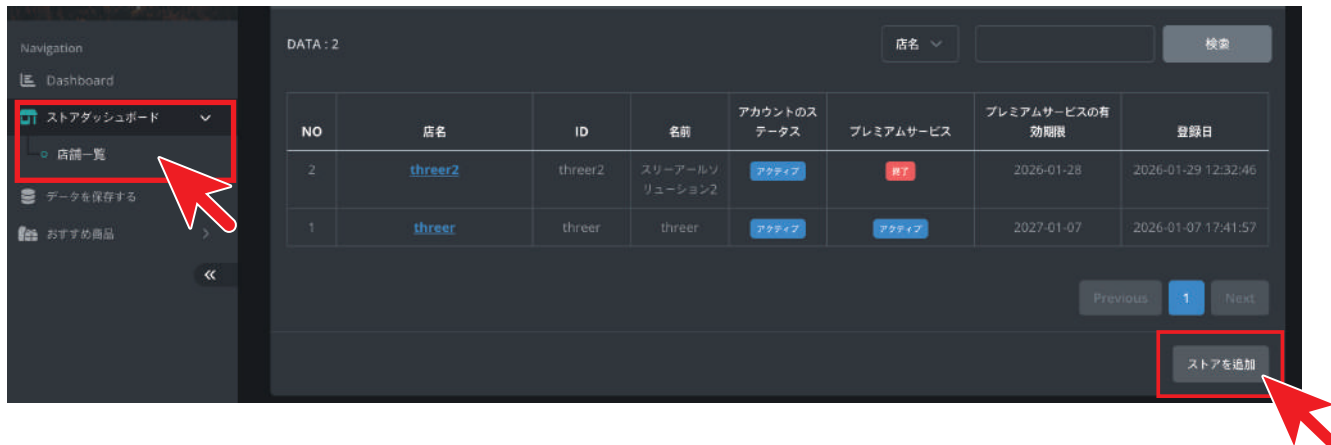 Navigation
Dashboard
ストアダッシュボード
店舗一覧
データを保存する
おすすめ商品
DATA : 2
店名
検索
NO 店名 ID 名前 アカウントのス
テータス プレミアムサービス プレミアムサービスの有
効期限 登録日
2 threer2 threer2 スリーアールソ
リューション2 アクティブ 終了 2026-01-28 2026-01-29 12:32:46
1 threer threer threer アクティブ アクティブ 2027-01-07 2026-01-07 17:41:57
Previous 1 Next
ストアを追加